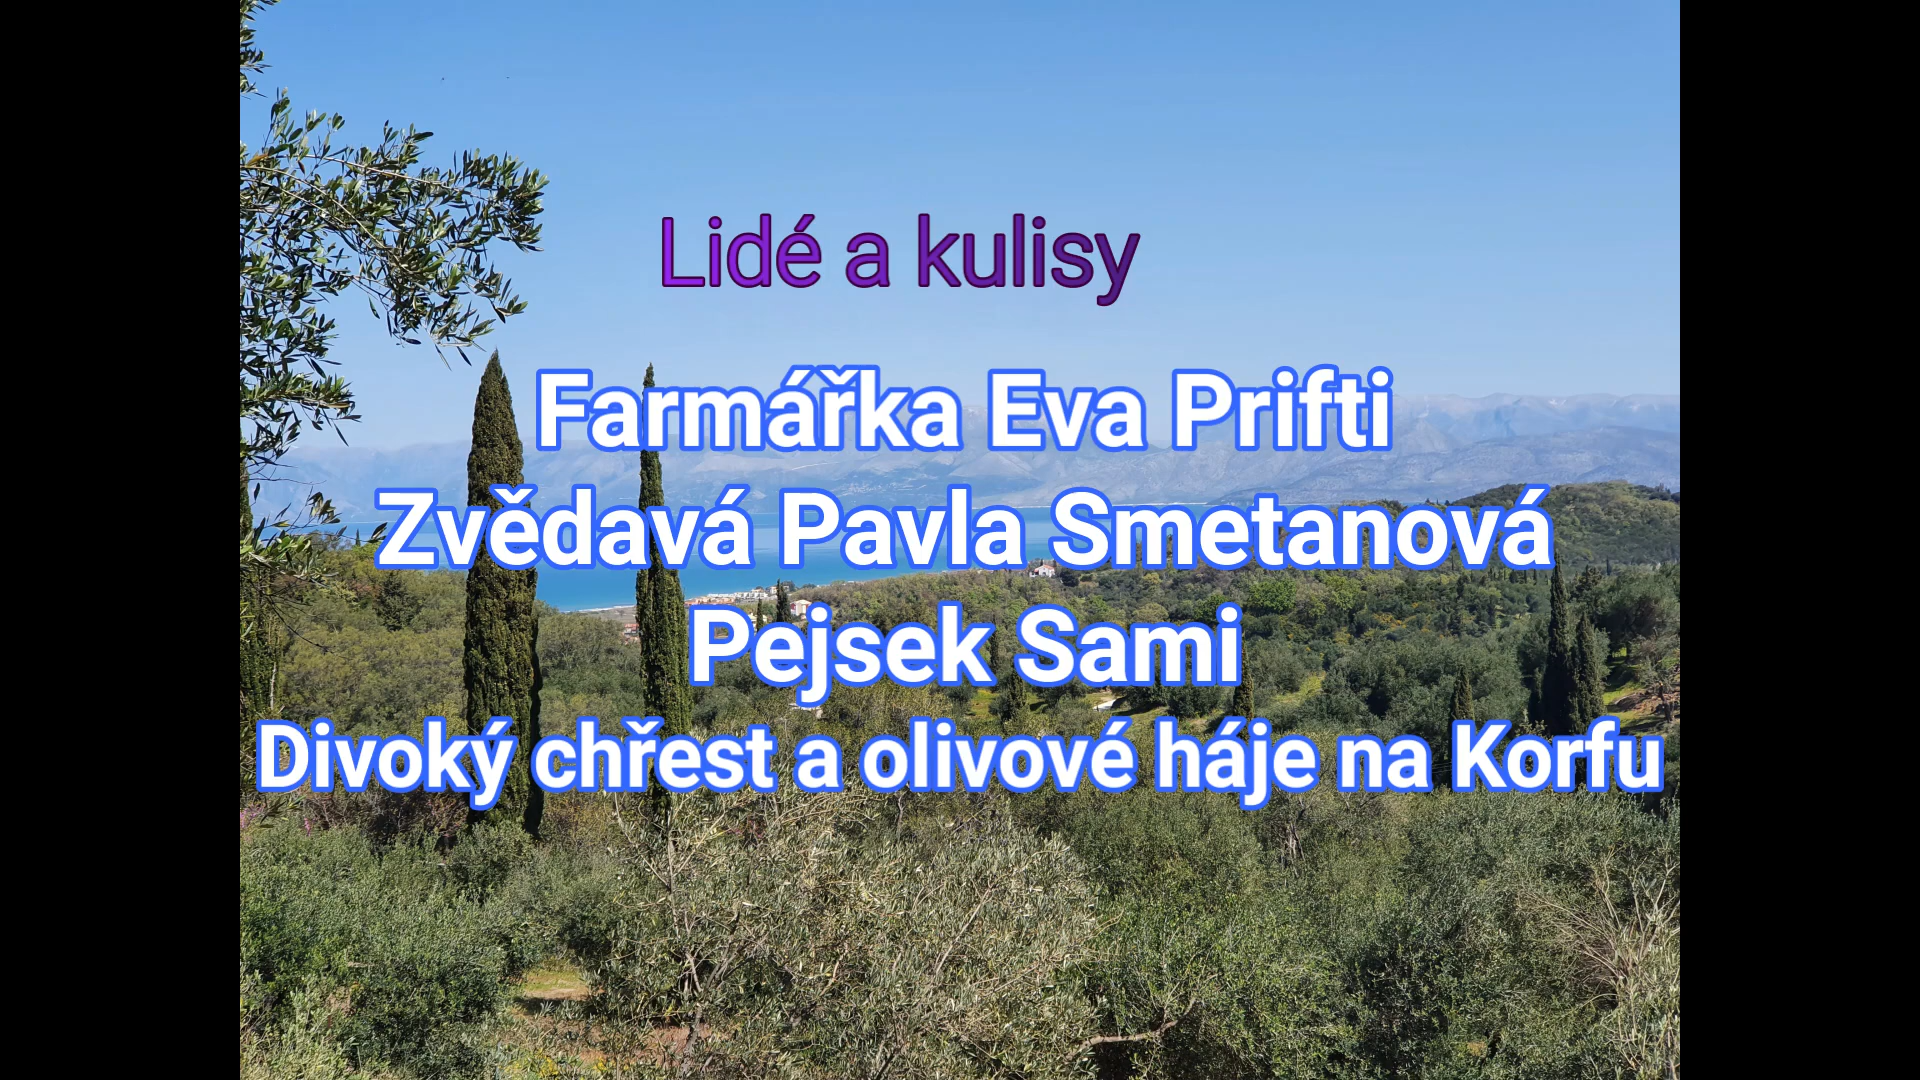 Lidé a kulisy
Farmářka Eva Prifti
Zvědavá Pavla Smetanová
Pejsek Sami
Divoký chřest a olivové háje na Korfu